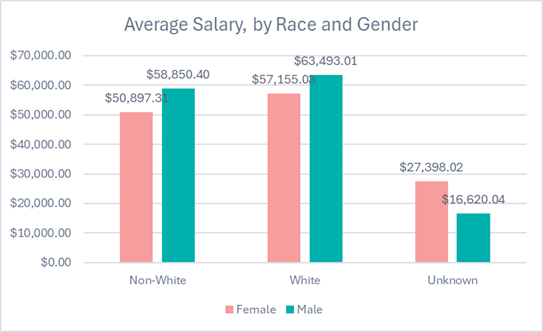 Average Salary, by Race and Gender
$70,000.00
$60,000.00
$50,000.00
$40,000.00
$30,000.00
$20,000.00
$10,000.00
$0.00
$50,897.31
$58,850.40
$57,155.03
$63,493.01
$27,398.02
$16,620.04
Non-White
White
Unknown
Female
Male